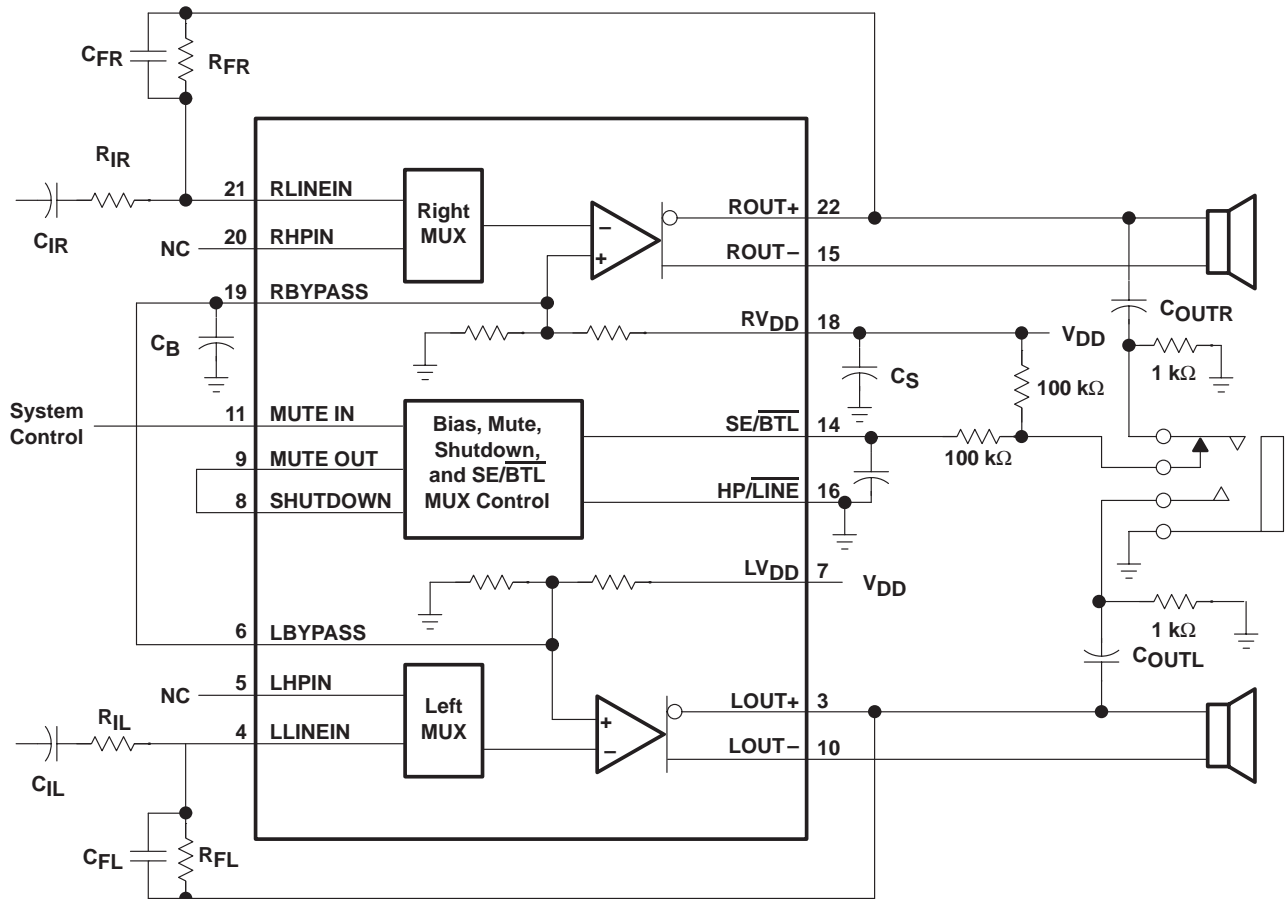 CFR
RFR
RIR
CIR
21 RLINEIN
NC 20 RHPIN
19 RBYPASS
CB
Right
MUX
−
+
ROUT+ 22
ROUT− 15
RVDD 18
VDD
CS
COUTR
1 kΩ
100 kΩ
System
Control
11 MUTE IN
9 MUTE OUT
8 SHUTDOWN
Bias, Mute,
Shutdown,
and SE/BTL
MUX Control
SE/BTL 14
100 kΩ
HP/LINE 16
LVDD 7
VDD
1 kΩ
COUTL
6 LBYPASS
NC 5 LHPIN
4 LLINEIN
RIL
CIL
Left
MUX
+
−
LOUT+ 3
LOUT− 10
CFL
RFL